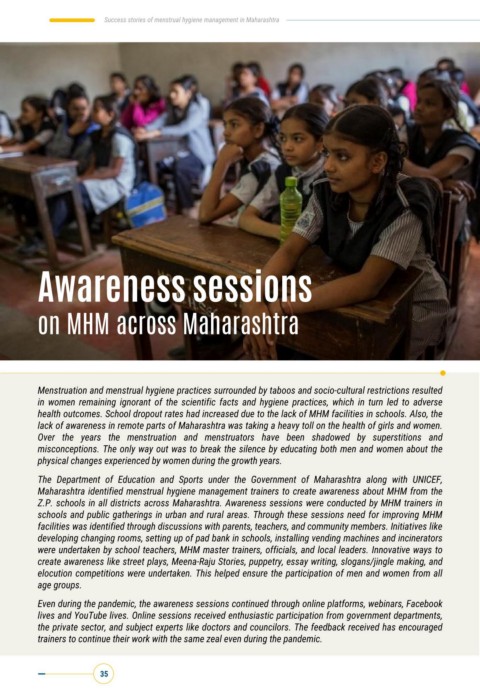 Success stories of menstrual hygiene management in Maharashtra
Awareness sessions
on MHM across Maharashtra
Menstruation and menstrual hygiene practices surrounded by taboos and socio-cultural restrictions resulted
in women remaining ignorant of the scientific facts and hygiene practices, which in turn led to adverse
health outcomes. School dropout rates had increased due to the lack of MHM facilities in schools. Also, the
lack of awareness in remote parts of Maharashtra was taking a heavy toll on the health of girls and women.
Over the years the menstruation and menstruators have been shadowed by superstitions and
misconceptions. The only way out was to break the silence by educating both men and women about the
physical changes experienced by women during the growth years.
The Department of Education and Sports under the Government of Maharashtra along with UNICEF,
Maharashtra identified menstrual hygiene management trainers to create awareness about MHM from the
Z.P. schools in all districts across Maharashtra. Awareness sessions were conducted by MHM trainers in
schools and public gatherings in urban and rural areas. Through these sessions need for improving MHM
facilities was identified through discussions with parents, teachers, and community members. Initiatives like
developing changing rooms, setting up of pad bank in schools, installing vending machines and incinerators
were undertaken by school teachers, MHM master trainers, officials, and local leaders. Innovative ways to
create awareness like street plays, Meena-Raju Stories, puppetry, essay writing, slogans/jingle making, and
elocution competitions were undertaken. This helped ensure the participation of men and women from all
age groups.
Even during the pandemic, the awareness sessions continued through online platforms, webinars, Facebook
lives and YouTube lives. Online sessions received enthusiastic participation from government departments,
the private sector, and subject experts like doctors and councilors. The feedback received has encouraged
trainers to continue their work with the same zeal even during the pandemic.
35